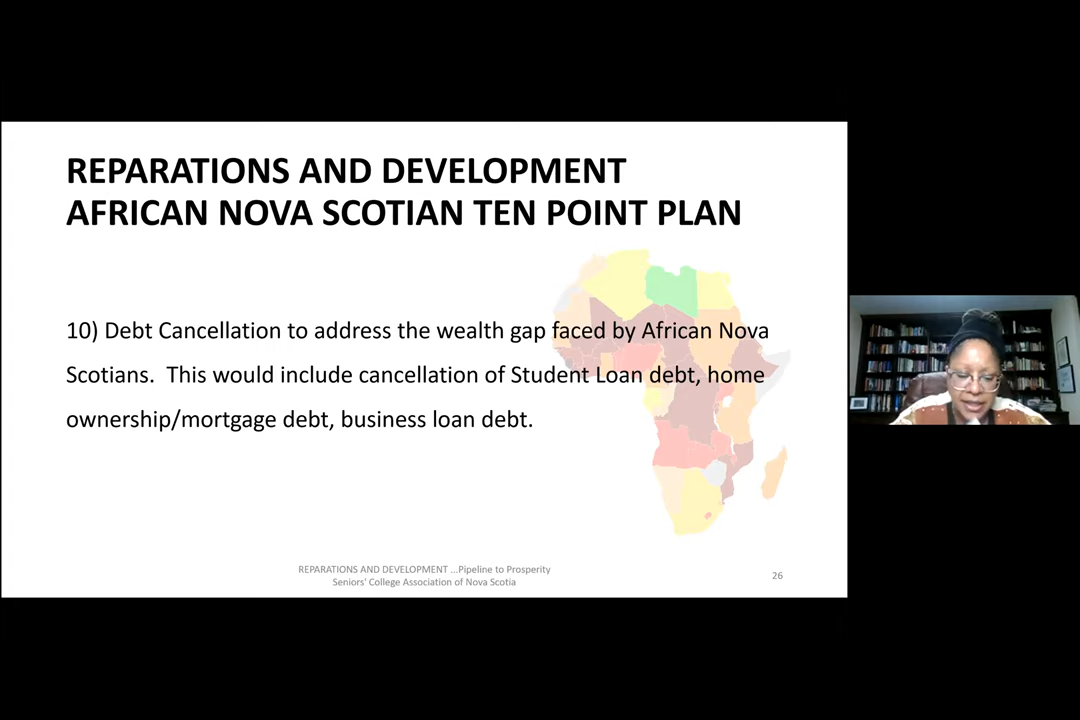 REPARATIONS AND DEVELOPMENT
AFRICAN NOVA SCOTIAN TEN POINT PLAN
10) Debt Cancellation to address the wealth gap faced by African Nova
Scotians.  This would include cancellation of Student Loan debt, home
ownership/mortgage debt, business loan debt.
REPARATIONS AND DEVELOPMENT ...Pipeline to Prosperity
Seniors' College Association of Nova Scotia
26